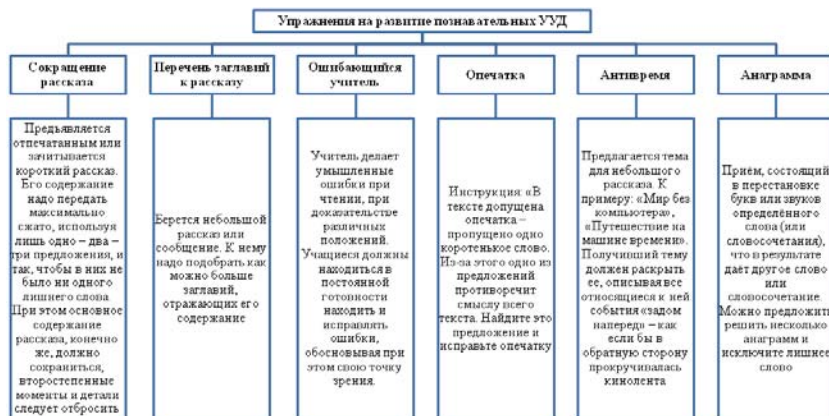 Упражнения на развитие познавательных УУД
Сокращение
рассказа
Предъявляется
отпечатанным или
зачитывается
короткий рассказ.
Его содержание
надо передать
максимально
сжато, используя
лишь одно – два –
три предложения, и
так, чтобы в них не
было ни одного
лишнего слова
При этом основное
содержание
рассказа, конечно
же, должно
сохраниться,
второстепенные
моменты и детали
следует отбросить
Перечень заглавий
к рассказу
Берется небольшой
рассказ или
сообщение. К нему
надо подобрать как
можно больше
заглавий,
отражающих его
содержание
Ошибающийся
учитель
Учитель делает
умышленные
ошибки при
чтении, при
доказательстве
различных
положений.
Учащиеся должны
находиться в
постоянной
готовности
находить и
исправлять
ошибки,
обосновывая при
этом свою точку
зрения.
Опечатка
Инструкция: «В
тексте допущена
опечатка –
пропущено одно
коротенькое слово.
Из-за этого одно из
предложений
противоречит
смыслу всего
текста. Найдите это
предложение и
исправьте опечатку
Антивремя
Предлагается тема
для небольшого
рассказа. К
примеру: «Мир без
компьютера»,
«Путешествие на
машине времени».
Получивший тему
должен раскрыть
ее, описывая все
относящиеся к ней
события «задом
наперед» – как
если бы в
обратную сторону
прокручивалась
кинолента
Анаграмма
Приём, состоящий
в перестановке
букв или звуков
определённого
слова (или
словосочетания),
что в результате
даёт другое слово
или
словосочетание.
Можно предложить
решить несколько
анаграмм и
исключите лишнее
слово